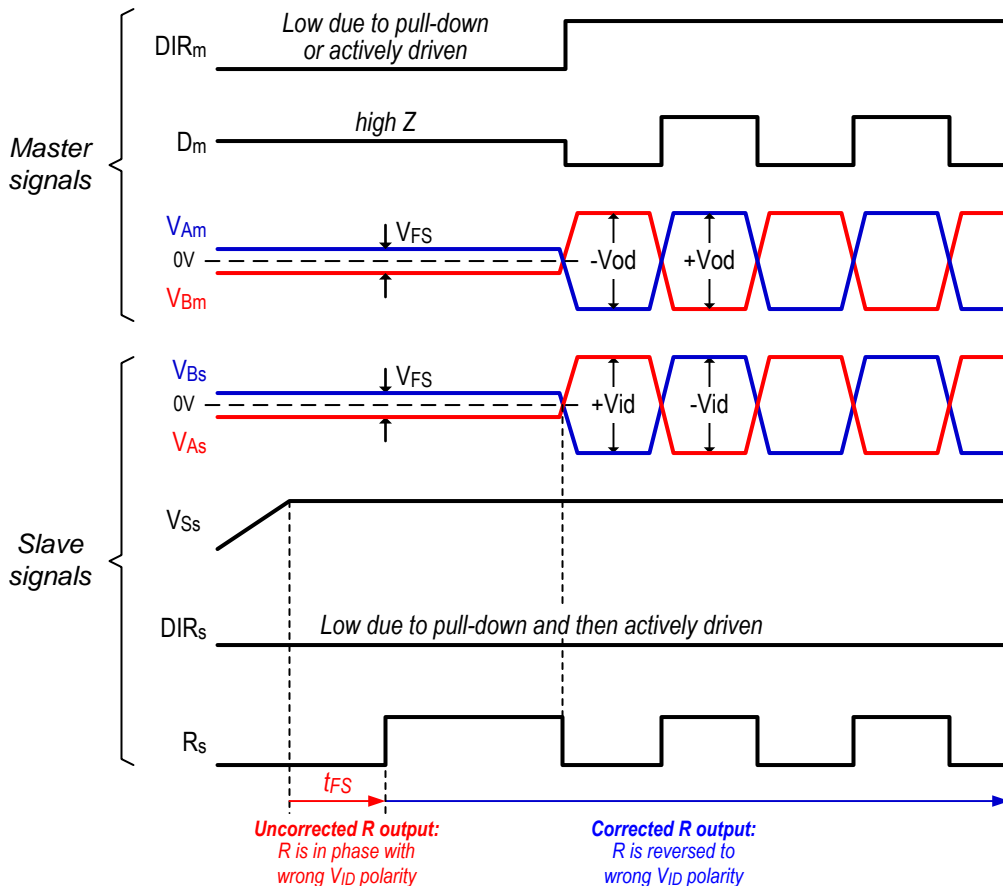 Low due to pull-down
or actively driven
DIRm
high Z
Dm
Master
signals
VAm
VFS
0V
-Vod
+Vod
VBm
VBs
VFS
0V
+Vid
-Vid
VAs
VSs
Slave
signals
DIRs
Low due to pull-down and then actively driven
Rs
tFS
Uncorrected R output:
R is in phase with
wrong VID polarity
Corrected R output:
R is reversed to
wrong VID polarity